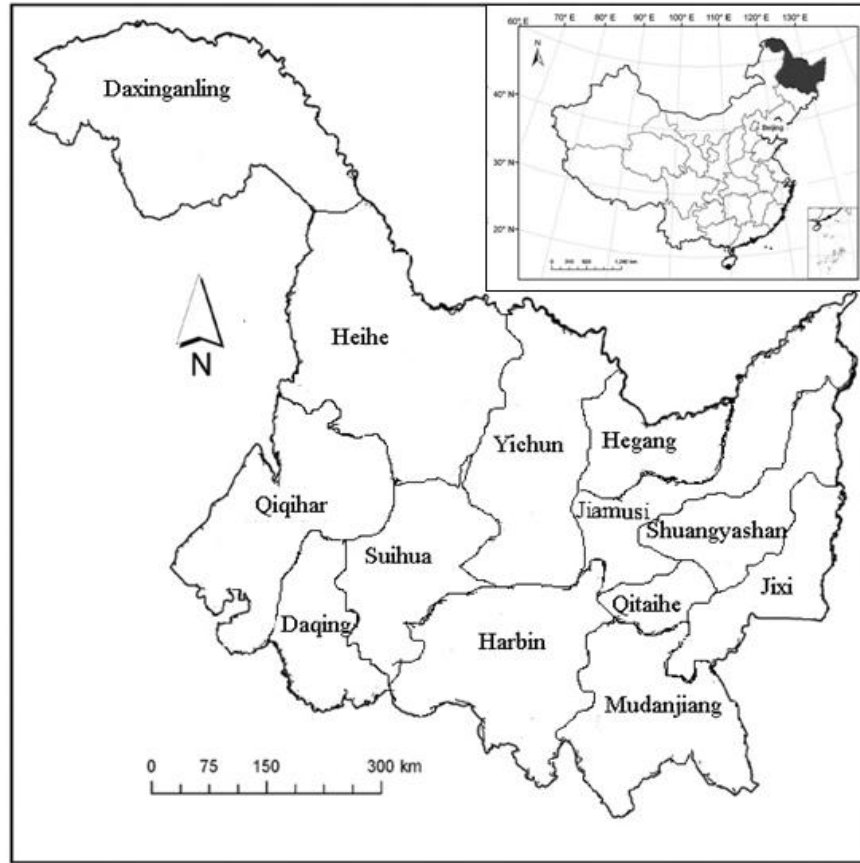 60° E 70° E 80° E 90° E 100° E 110° E 120° E 130° E
N
40° N
30° N
20° N
Beijing
Daxinganling
N
Heihe
Yichun
Hegang
Jiamusi
Qiqihar
Shuangyashan
Suihua
Jixi
Qitaihe
Daqing
Harbin
Mudanjiang
0 75 150 300 km